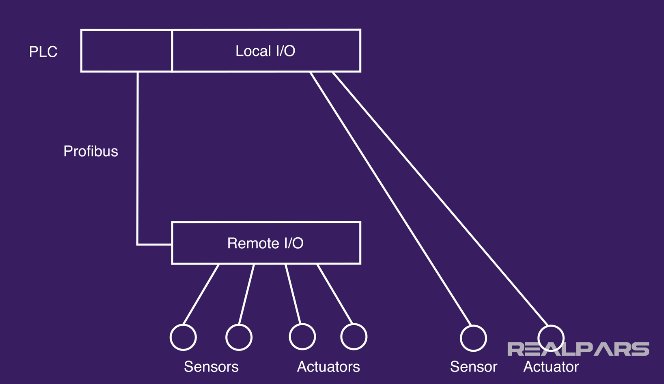 PLC
Local I/O
Profibus
Remote I/O
Sensors
Actuators
Sensor
Actuator
REALPARS